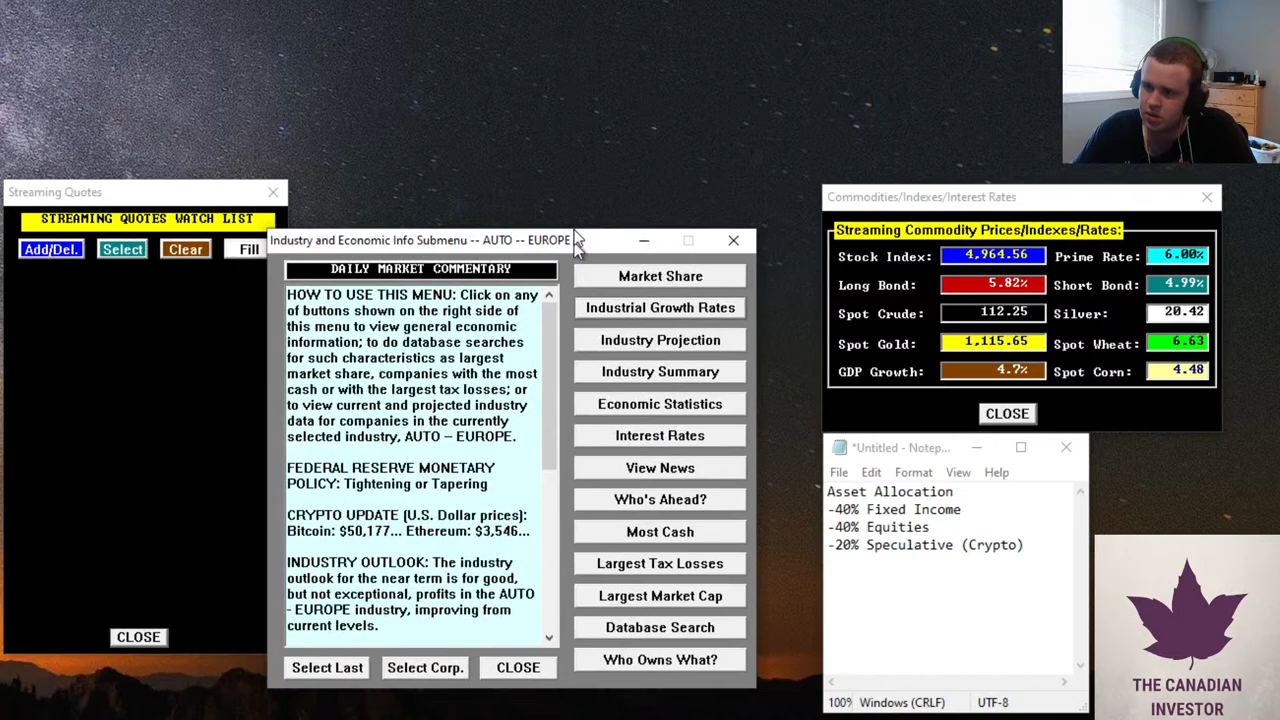 Streaming Quotes
STREAMING QUOTES WATCH LIST
Add/Del. Select Clear Fill
CLOSE
Industry and Economic Info Submenu -- AUTO -- EUROPE
DAILY MARKET COMMENTARY
HOW TO USE THIS MENU: Click on any
of buttons shown on the right side of
this menu to view general economic
information; to do database searches
for such characteristics as largest
market share, companies with the most
cash or with the largest tax losses; or
to view current and projected industry
data for companies in the currently
selected industry, AUTO – EUROPE.
FEDERAL RESERVE MONETARY
POLICY: Tightening or Tapering
CRYPTO UPDATE (U.S. Dollar prices):
Bitcoin: $50,177... Ethereum: $3,546...
INDUSTRY OUTLOOK: The industry
outlook for the near term is for good,
but not exceptional, profits in the AUTO
- EUROPE industry, improving from
current levels.
Select Last Select Corp. CLOSE
Market Share
Industrial Growth Rates
Industry Projection
Industry Summary
Economic Statistics
Interest Rates
View News
Who's Ahead?
Most Cash
Largest Tax Losses
Largest Market Cap
Database Search
Who Owns What?
Commodities/Indexes/Interest Rates
Streaming Commodity Prices/Indexes/Rates:
Stock Index: 4,964.56 Prime Rate: 6.00%
Long Bond: 5.82% Short Bond: 4.99%
Spot Crude: 112.25 Silver: 20.42
Spot Gold: 1,115.65 Spot Wheat: 6.63
GDP Growth: 4.7% Spot Corn: 4.48
CLOSE
*Untitled - Notep...
File Edit Format View Help
Asset Allocation
-40% Fixed Income
-40% Equities
-20% Speculative (Crypto)
100% Windows (CRLF) UTF-8
THE CANADIAN
INVESTOR